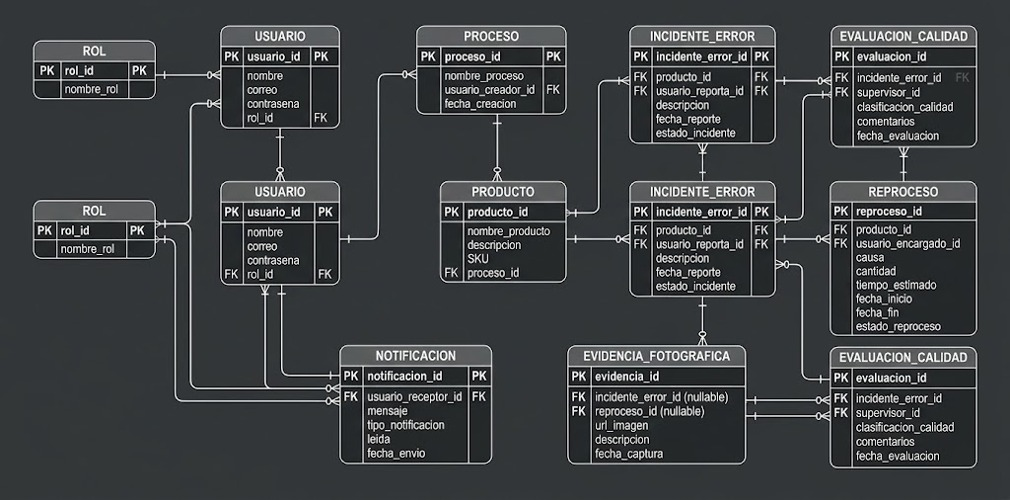 ROL
PK rol_id PK
nombre_rol
USUARIO
PK usuario_id PK
nombre
correo
contrasena
rol_id FK
PROCESO
PK proceso_id PK
nombre_proceso
usuario_creador_id FK
fecha_creacion
INCIDENTE_ERROR
PK incidente_error_id PK
FK producto_id FK
FK usuario_reporta_id FK
descripcion
fecha_reporte
estado_incidente
EVALUACION_CALIDAD
PK evaluacion_id
FK incidente_error_id FK
FK supervisor_id
clasificacion_calidad
comentarios
fecha_evaluacion
ROL
PK rol_id PK
nombre_rol
USUARIO
PK usuario_id PK
nombre
correo
contrasena
FK rol_id FK
PRODUCTO
PK producto_id
nombre_producto
descripcion
SKU
FK proceso_id
INCIDENTE_ERROR
PK incidente_error_id PK
FK producto_id FK
FK usuario_reporta_id FK
descripcion
fecha_reporte
estado_incidente
REPROCESO
PK reproceso_id
FK producto_id
FK usuario_encargado_id
causa
cantidad
tiempo_estimado
fecha_inicio
fecha_fin
estado_reproceso
NOTIFICACION
PK notificacion_id PK
FK usuario_receptor_id FK
mensaje
tipo_notificacion
leida
fecha_envio
EVIDENCIA_FOTOGRAFICA
PK evidencia_id
FK incidente_error_id (nullable)
FK reproceso_id (nullable)
url_imagen
descripcion
fecha_captura
EVALUACION_CALIDAD
PK evaluacion_id
FK incidente_error_id
FK supervisor_id
clasificacion_calidad
comentarios
fecha_evaluacion